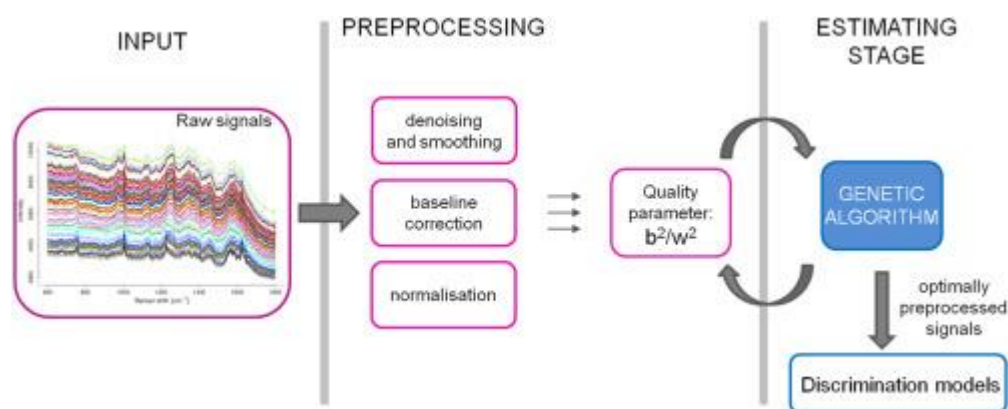 INPUT
PREPROCESSING
ESTIMATING
STAGE
Raw signals
denoising
and smoothing
baseline
correction
normalisation
Quality
parameter:
b²/w²
GENETIC
ALGORITHM
optimally
preprocessed
signals
Discrimination models